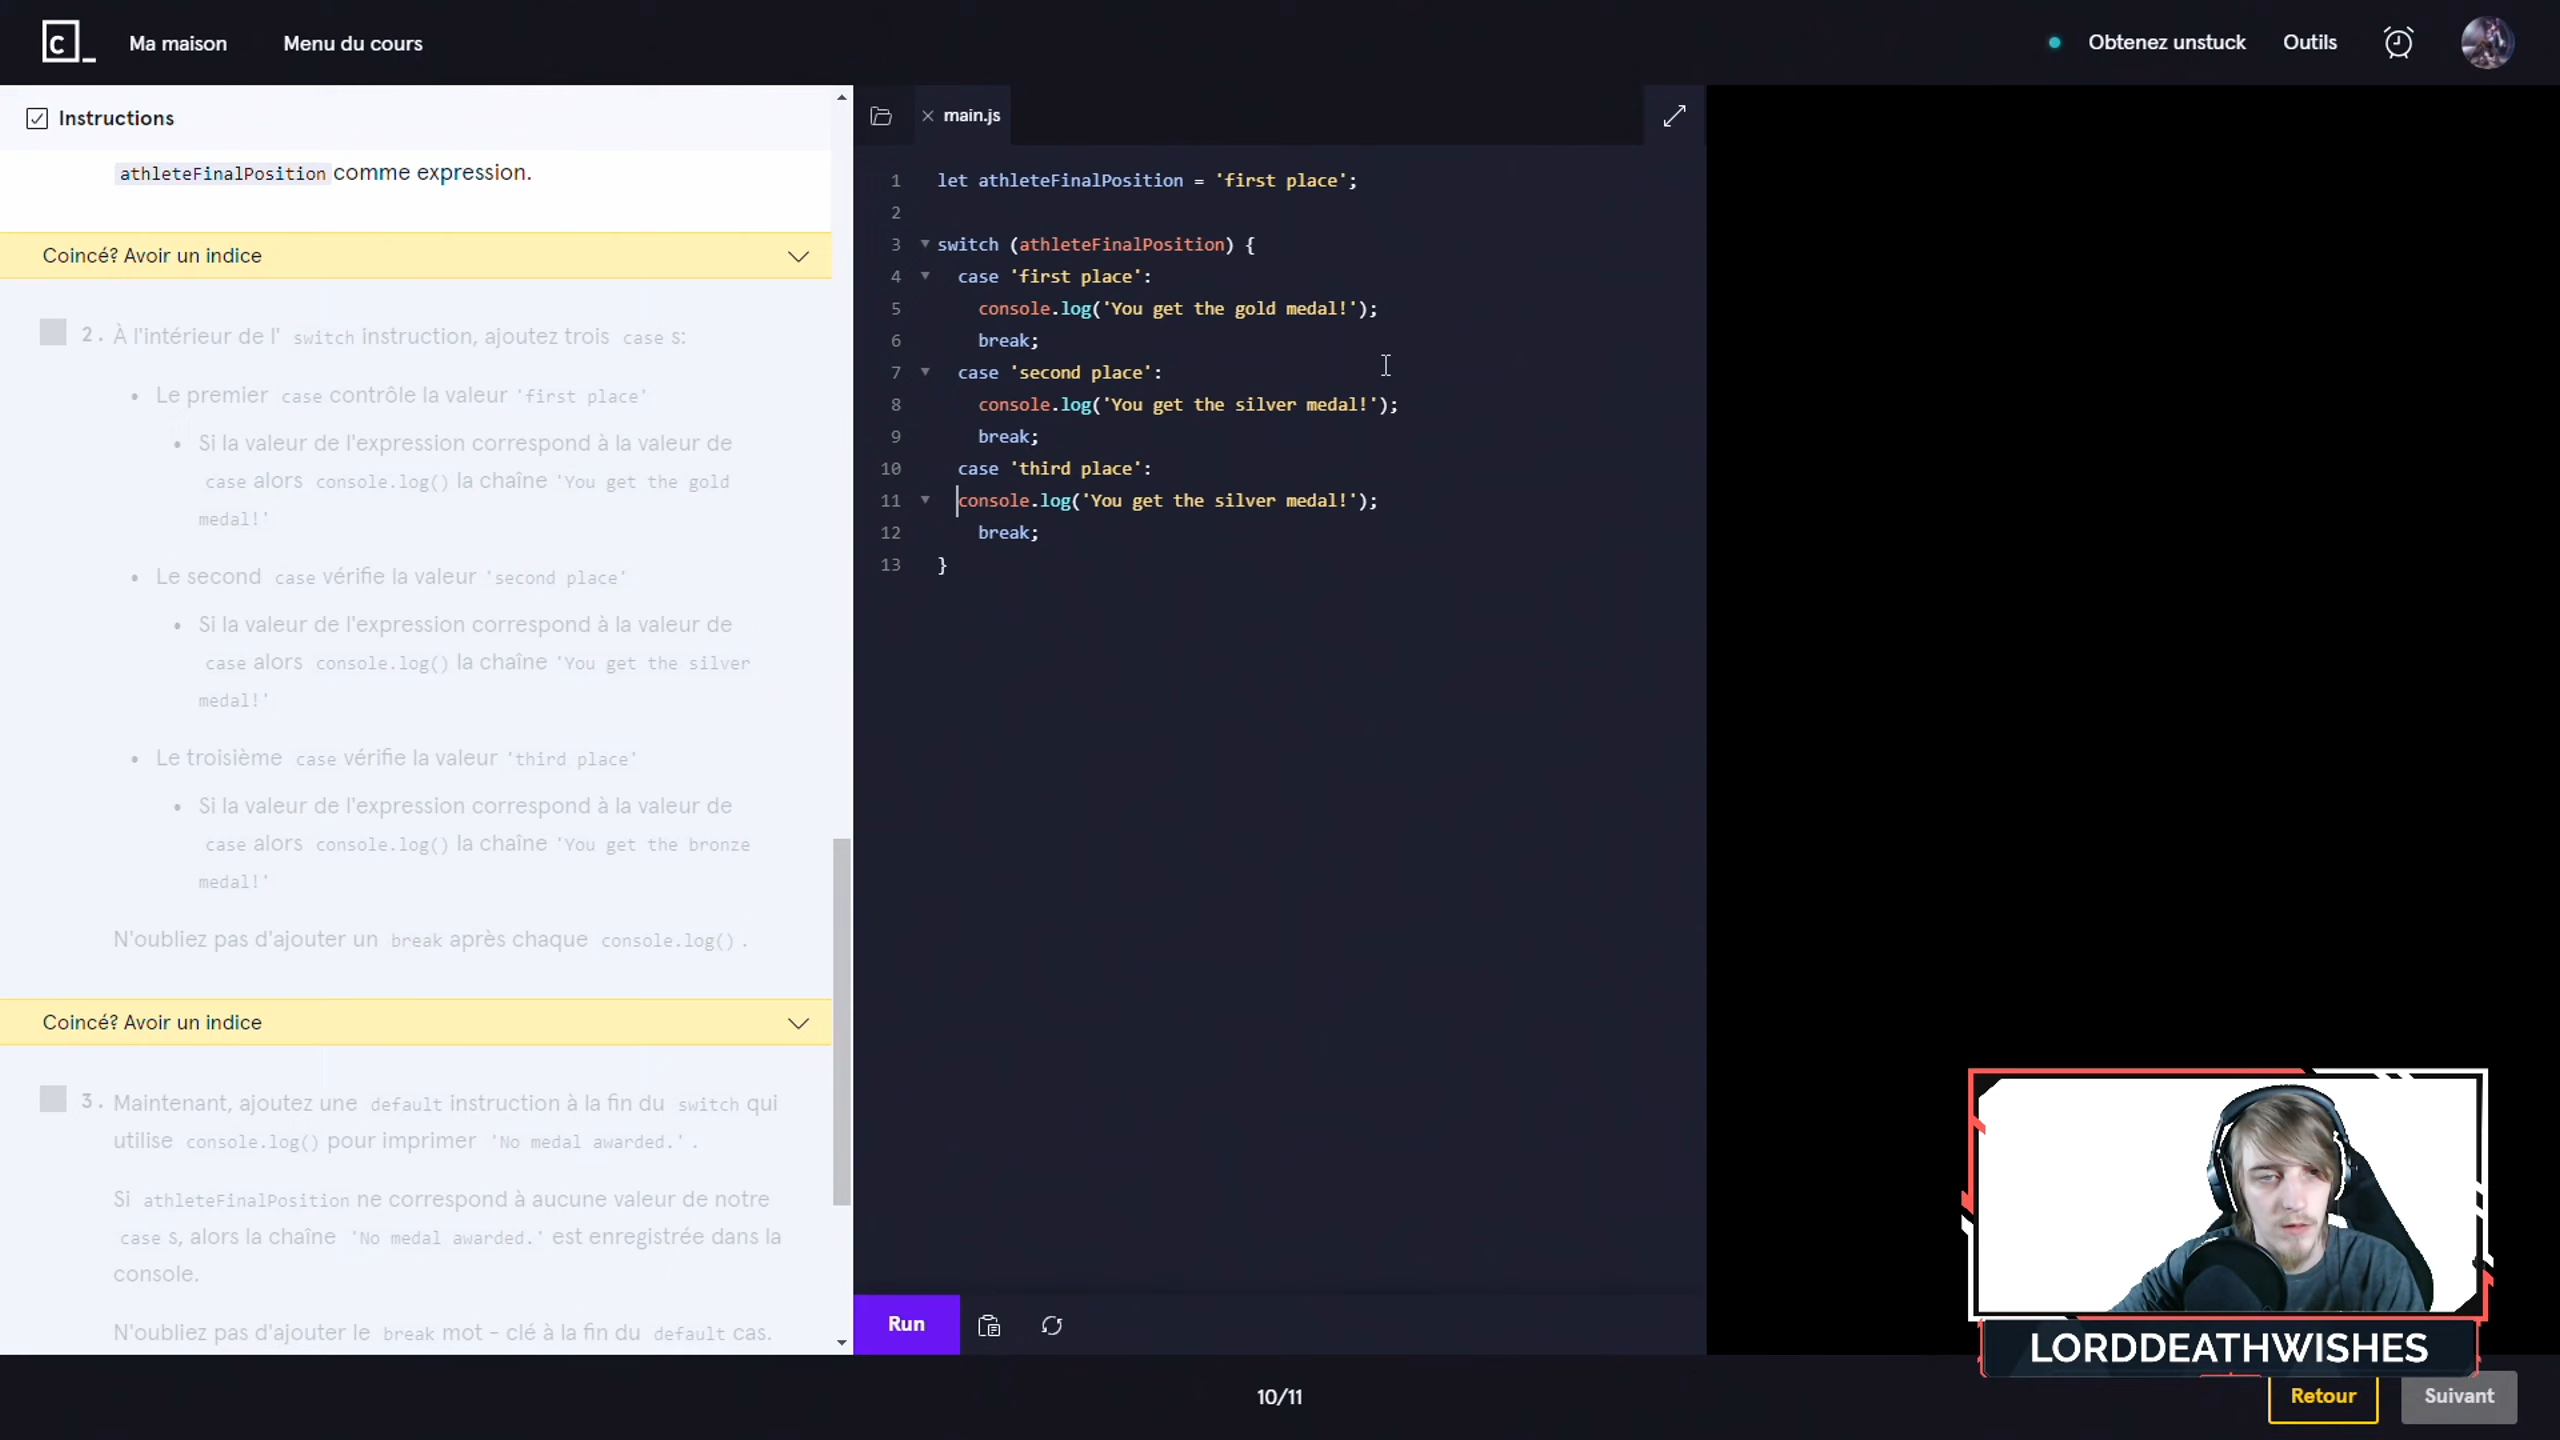 C_
Ma maison
Menu du cours
Obtenez unstuck
Outils
Instructions
athleteFinalPosition comme expression.
Coincé? Avoir un indice
2. À l'intérieur de l' switch instruction, ajoutez trois case s:
• Le premier case contrôle la valeur 'first place'
• Si la valeur de l'expression correspond à la valeur de
case alors console.log() la chaîne 'You get the gold
medal!'
• Le second case vérifie la valeur 'second place'
• Si la valeur de l'expression correspond à la valeur de
case alors console.log() la chaîne 'You get the silver
medal!'
• Le troisième case vérifie la valeur 'third place'
• Si la valeur de l'expression correspond à la valeur de
case alors console.log() la chaîne 'You get the bronze
medal!'
N'oubliez pas d'ajouter un break après chaque console.log() .
Coincé? Avoir un indice
3. Maintenant, ajoutez une default instruction à la fin du switch qui
utilise console.log() pour imprimer 'No medal awarded.' .
Si athleteFinalPosition ne correspond à aucune valeur de notre
case s, alors la chaîne 'No medal awarded.' est enregistrée dans la
console.
N'oubliez pas d'ajouter le break mot - clé à la fin du default cas.
main.js
1 let athleteFinalPosition = 'first place';
2
3 switch (athleteFinalPosition) {
4 case 'first place':
5 console.log('You get the gold medal!');
6 break;
7 case 'second place':
8 console.log('You get the silver medal!');
9 break;
10 case 'third place':
11 console.log('You get the silver medal!');
12 break;
13 }
Run
LORDDEATHWISHES
10/11
Retour
Suivant